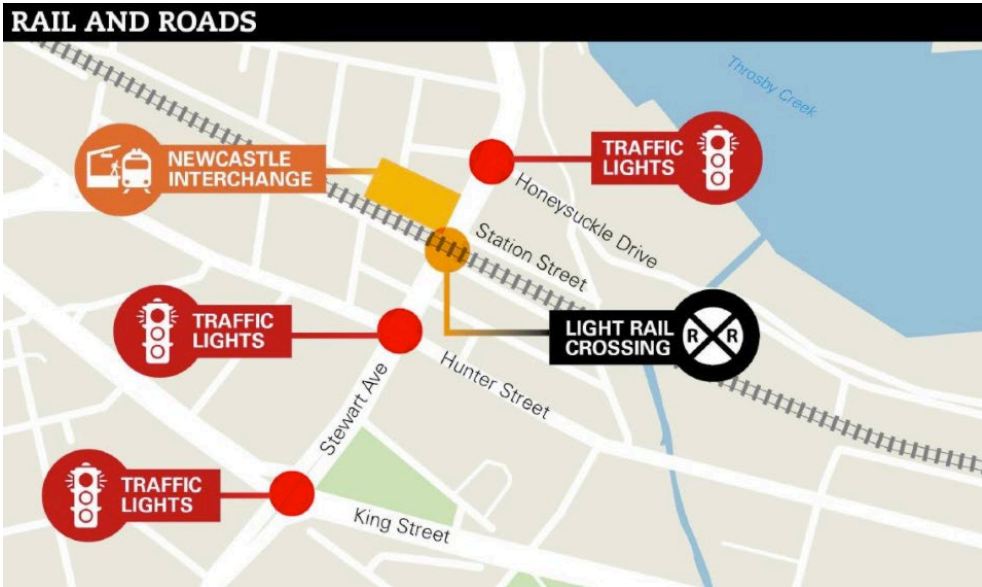 RAIL AND ROADS
Throsby Creek
TRAFFIC
LIGHTS
NEWCASTLE
INTERCHANGE
Honeysuckle Drive
Station Street
TRAFFIC
LIGHTS
LIGHT RAIL
CROSSING
R R
Hunter Street
Stewart Ave
TRAFFIC
LIGHTS
King Street